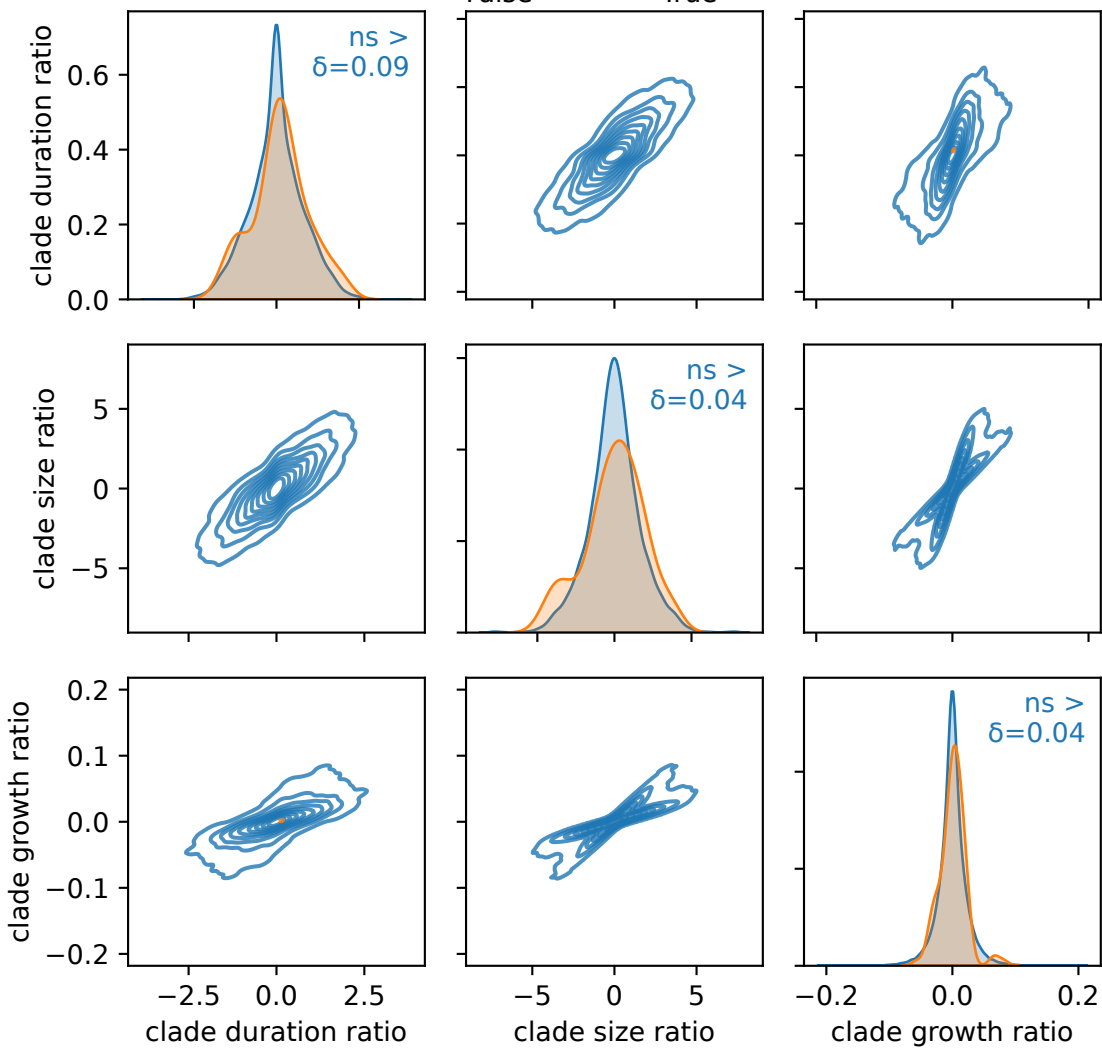 True
clade duration ratio
0.6
0.4
0.2
0.0
ns >
δ=0.09
clade size ratio
5
0
−5
ns >
δ=0.04
clade growth ratio
0.2
0.1
0.0
−0.1
−0.2
ns >
δ=0.04
−2.5 0.0 2.5
clade duration ratio
−5 0 5
clade size ratio
−0.2 0.0 0.2
clade growth ratio